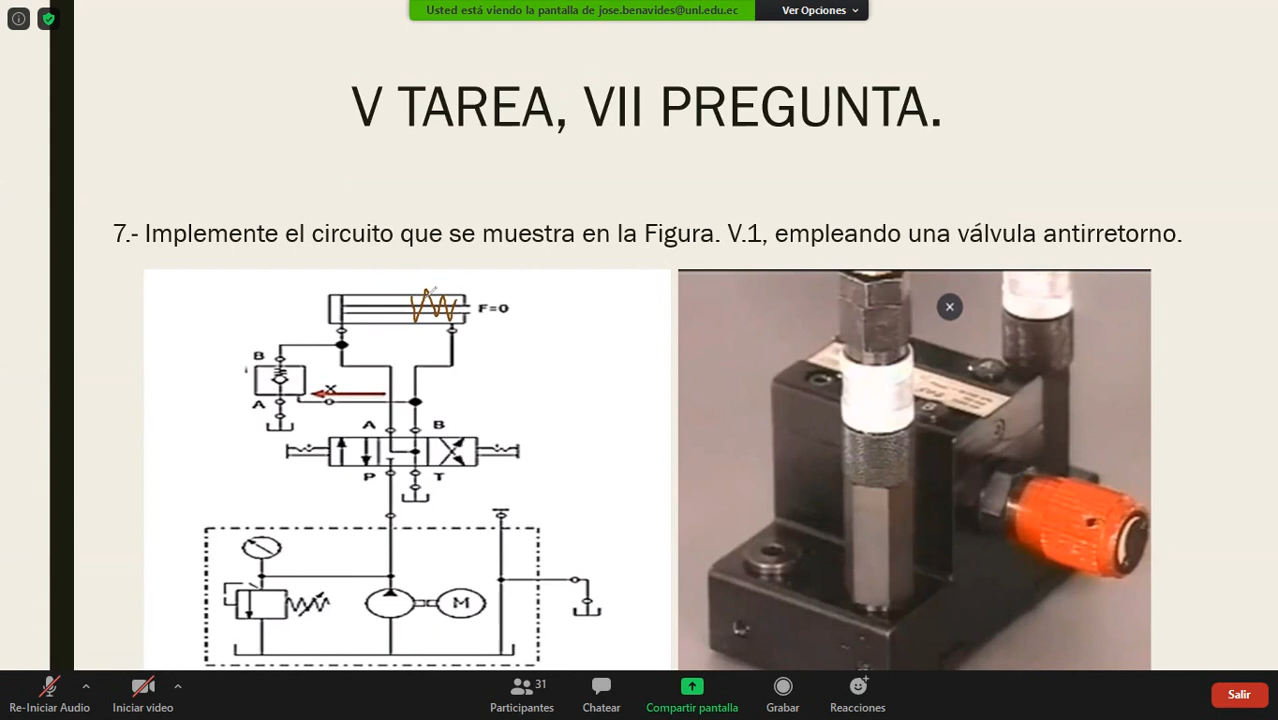 Usted está viendo la pantalla de jose.benavides@unl.edu.ec
Ver Opciones
V TAREA, VII PREGUNTA.
7.- Implemente el circuito que se muestra en la Figura. V.1, empleando una válvula antirretorno.
F=0
B
X
A
A B
P T
M
B
Re-Iniciar Audio
Iniciar video
Participantes
31
Chatear
Compartir pantalla
Grabar
Reacciones
Salir